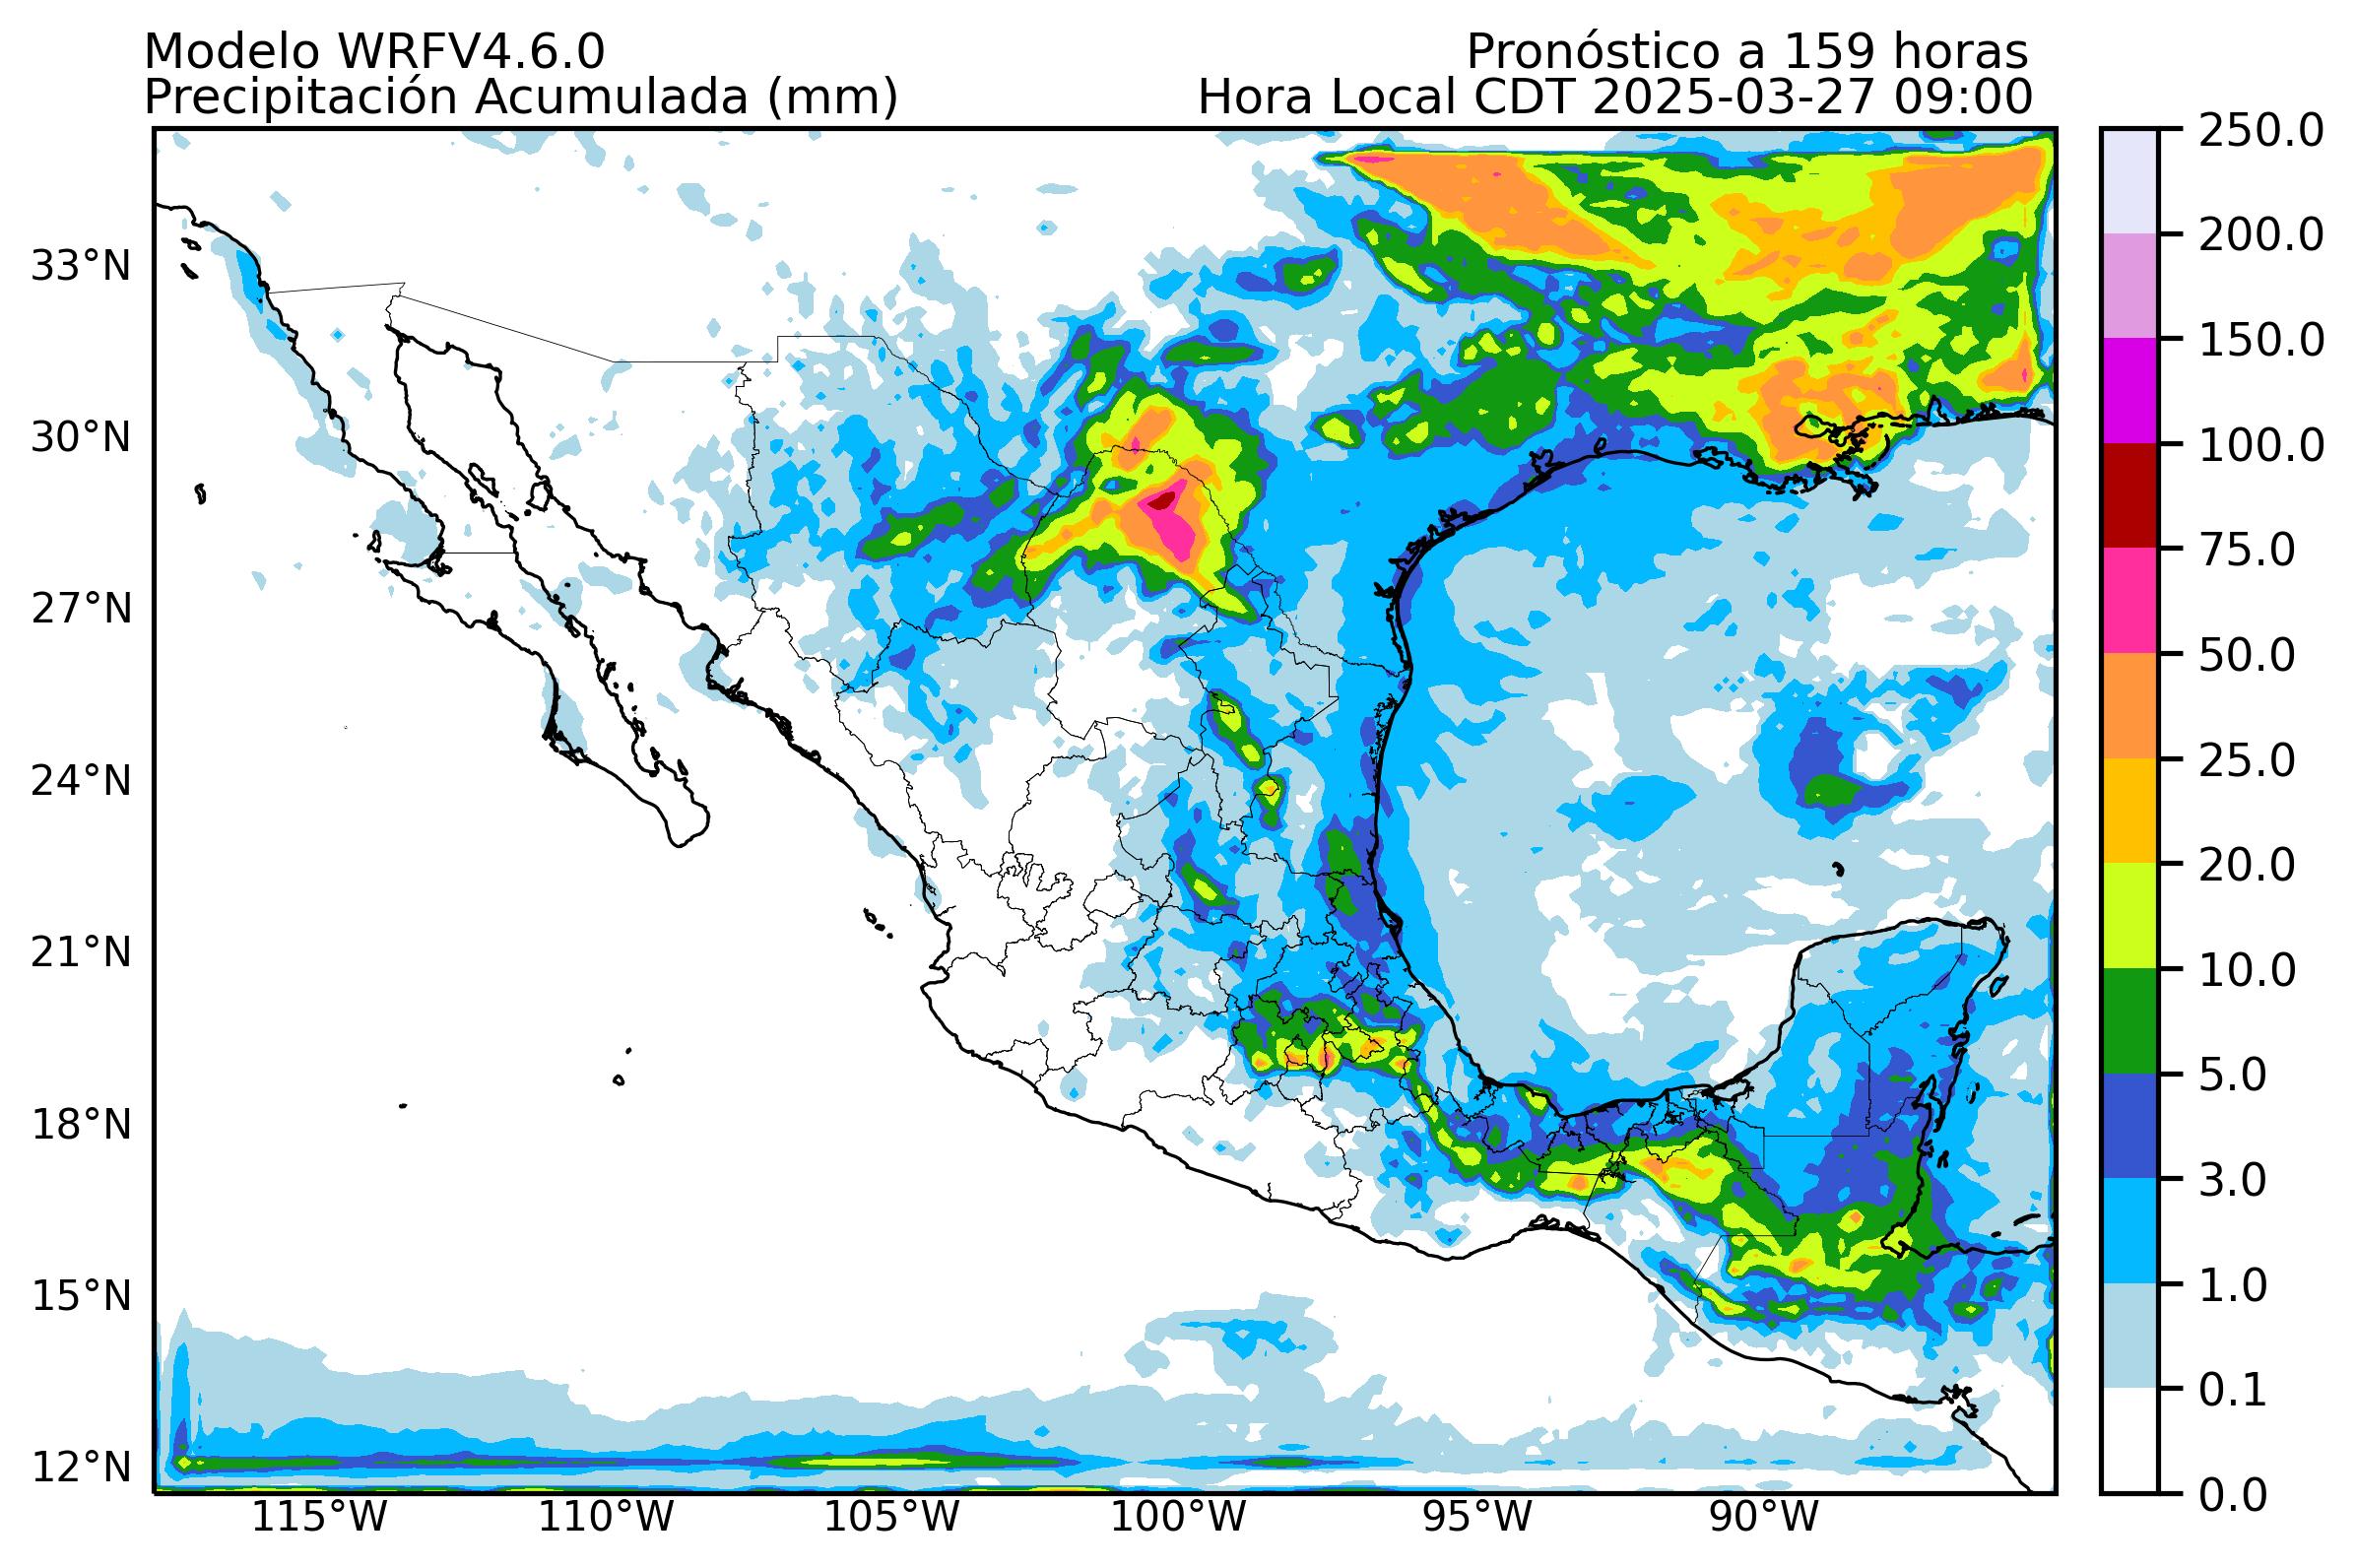 Modelo WRFV4.6.0
Pronóstico a 159 horas
Precipitación Acumulada (mm)
Hora Local CDT 2025-03-27 09:00
33°N
30°N
27°N
24°N
21°N
18°N
15°N
12°N
115°W
110°W
105°W
100°W
95°W
90°W
250.0
200.0
150.0
100.0
75.0
50.0
25.0
20.0
10.0
5.0
3.0
1.0
0.1
0.0